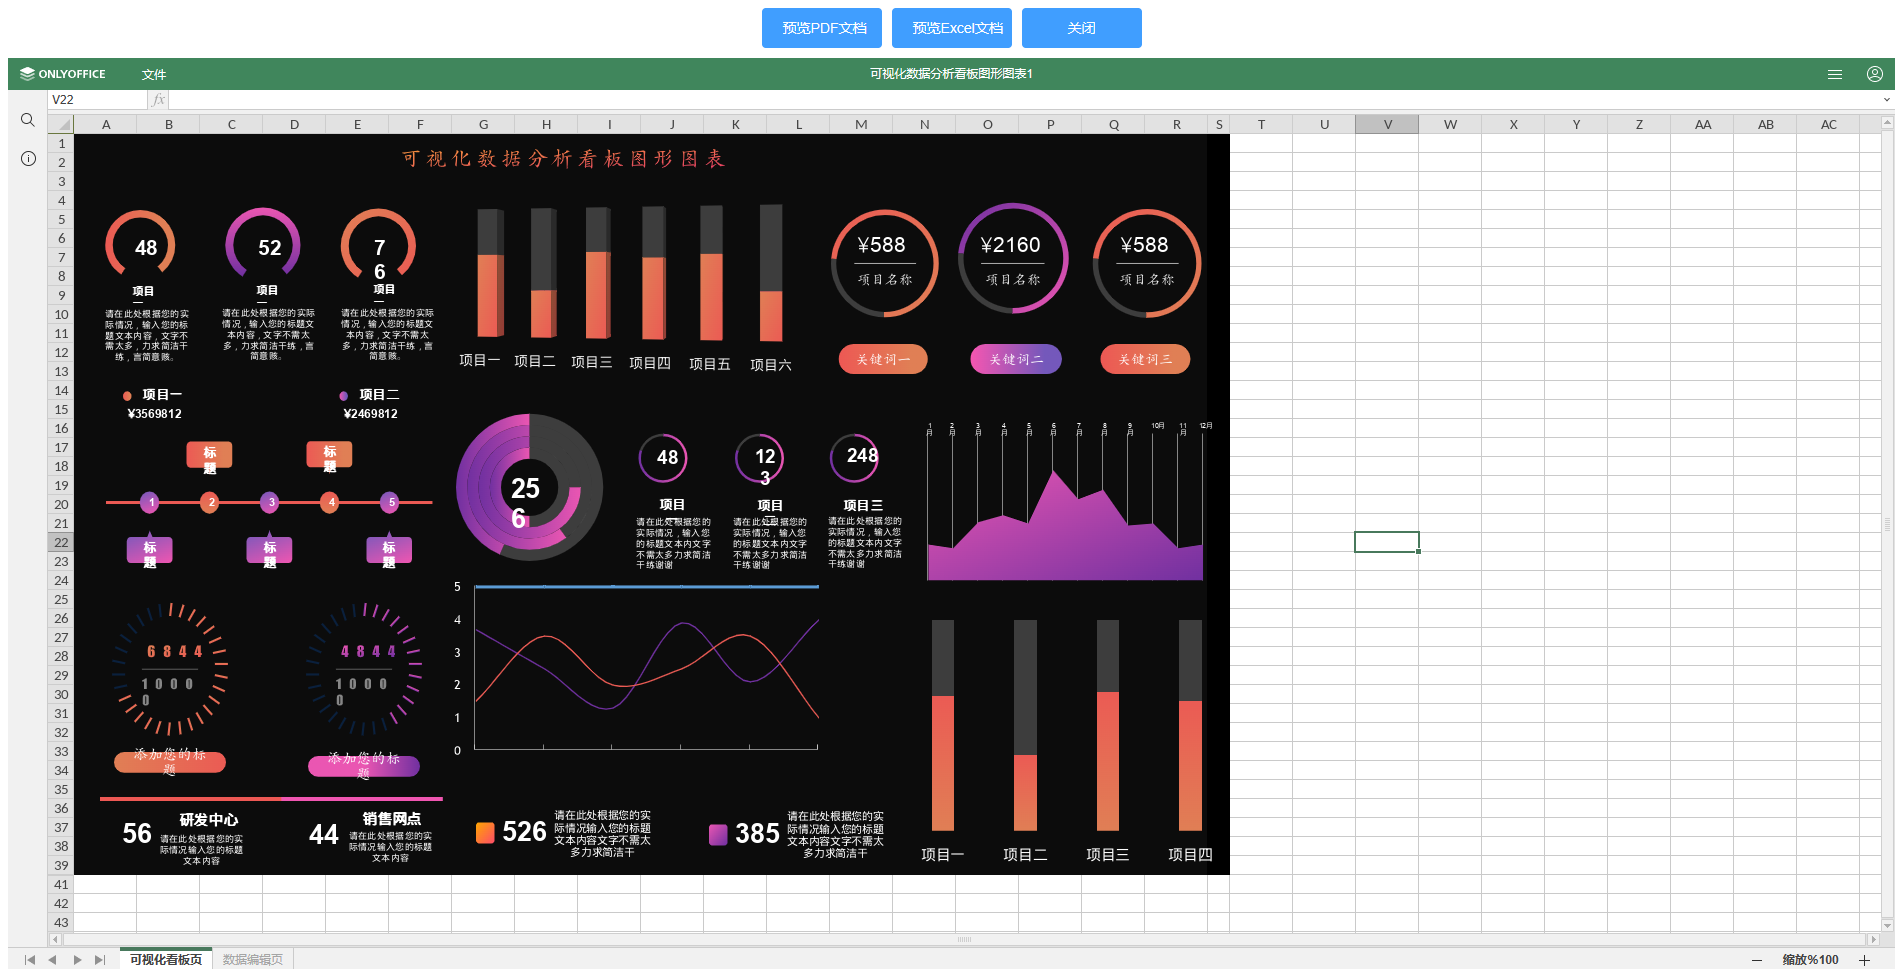 预览PDF文档
预览Excel文档
关闭
ONLYOFFICE
文件
可视化数据分析看板图形图表1
V22
fx
A B C D E F G H I J K L M N O P Q R S T U V W X Y Z AA AB AC
1
2
3
4
5
6
7
8
9
10
11
12
13
14
15
16
17
18
19
20
21
22
23
24
25
26
27
28
29
30
31
32
33
34
35
36
37
38
39
41
42
43
可视化数据分析看板图形图表
48
项目
一
请在此处根据您的实
际情况，输入您的标
题文本内容，文字不
需太多，力求简洁干
练，言简意赅。
52
项目
一
请在此处根据您的实际
情况，输入您的标题文
本内容，文字不需太
多，力求简洁干练，言
简意赅。
7
6
项目
一
请在此处根据您的实际
情况，输入您的标题文
本内容，文字不需太
多，力求简洁干练，言
简意赅。
项目一
项目二
项目三
项目四
项目五
项目六
¥588
项目名称
关键词一
¥2160
项目名称
关键词二
¥588
项目名称
关键词三
项目一
¥3569812
项目二
¥2469812
标
题
标
题
1
2
3
4
5
标
题
标
题
标
题
25
6
48
项目
请在此处根据您的
实际情况，输入您
的标题文本内文字
不需太多力求简洁
干练谢谢
12
3
项目
请在此处根据您的
实际情况，输入您
的标题文本内文字
不需太多力求简洁
干练谢谢
248
项目三
请在此处根据您的
实际情况，输入您
的标题文本内文字
不需太多力求简洁
干练谢谢
1月
2月
3月
4月
5月
6月
7月
8月
9月
10月
11月
12月
6844
1000
0
添加您的标
题
4844
1000
0
添加您的标
题
5
4
3
2
1
0
项目一
项目二
项目三
项目四
56
研发中心
请在此处根据您的实
际情况输入您的标题
文本内容
44
销售网点
请在此处根据您的实
际情况输入您的标题
文本内容
526
请在此处根据您的实
际情况输入您的标题
文本内容文字不需太
多力求简洁干
385
请在此处根据您的实
际情况输入您的标题
文本内容文字不需太
多力求简洁干
可视化看板页
数据编辑页
缩放%100